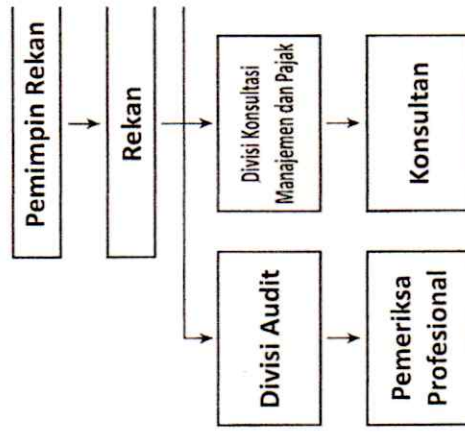 Pemimpin Rekan
Rekan
Divisi Konsultasi
Manajemen dan Pajak
Konsultan
Divisi Audit
Pemeriksa
Profesional